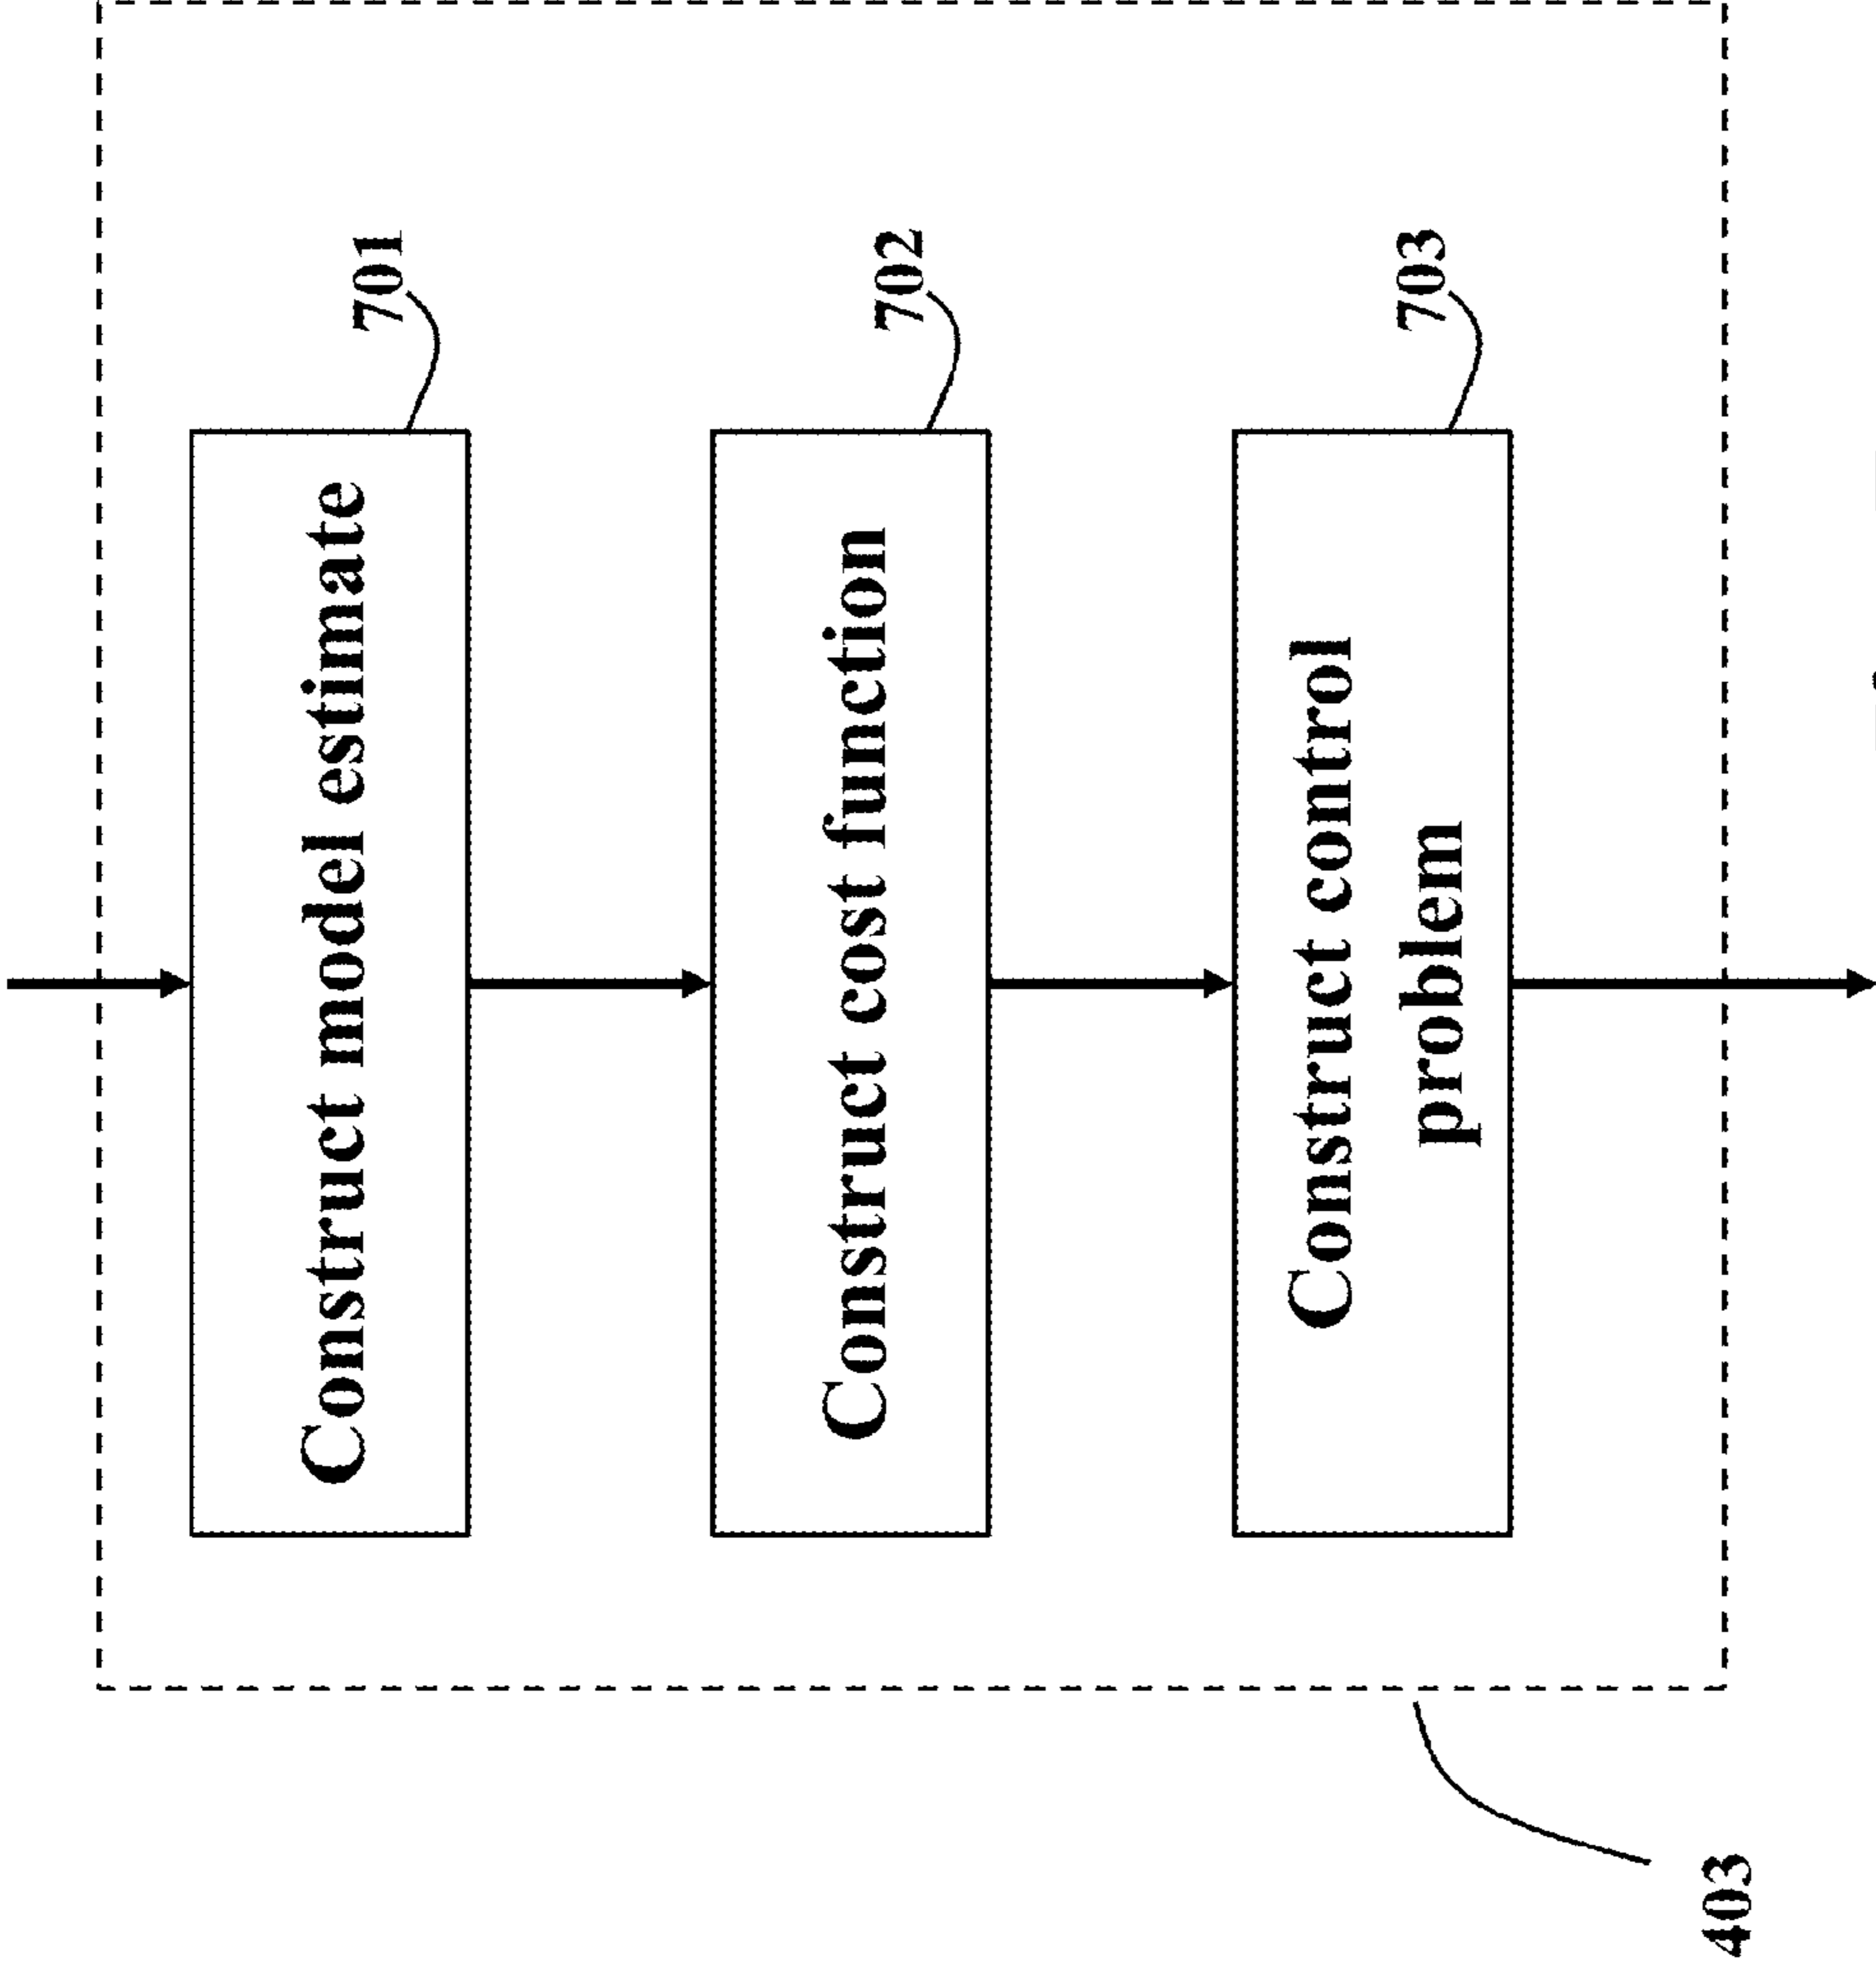 Construct model estimate
701
Construct cost function
702
Construct control
problem
703
403